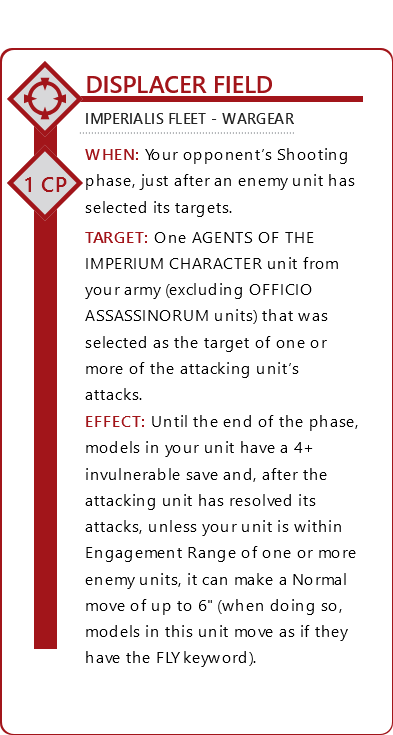 DISPLACER FIELD
IMPERIALIS FLEET - WARGEAR
1 CP
WHEN: Your opponent’s Shooting
phase, just after an enemy unit has
selected its targets.
TARGET: One AGENTS OF THE
IMPERIUM CHARACTER unit from
your army (excluding OFFICIO
ASSASSINORUM units) that was
selected as the target of one or
more of the attacking unit’s
attacks.
EFFECT: Until the end of the phase,
models in your unit have a 4+
invulnerable save and, after the
attacking unit has resolved its
attacks, unless your unit is within
Engagement Range of one or more
enemy units, it can make a Normal
move of up to 6" (when doing so,
models in this unit move as if they
have the FLY keyword).